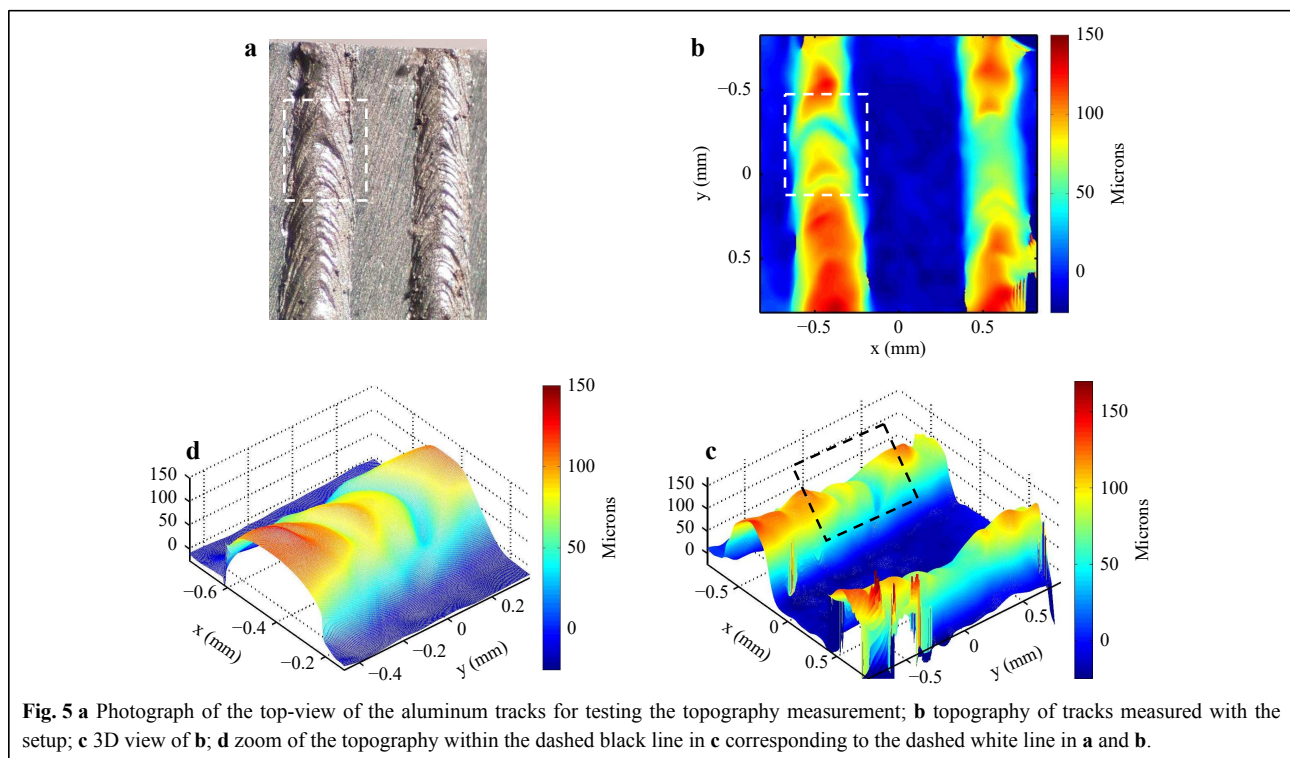 a
b
150
−0.5
100
y (mm)
0
50
Microns
0.5
0
−0.5
0
0.5
x (mm)
150
d
100
150
100
50
0
50
Microns
−0.6
0
0.2
x (mm)
−0.4
0
−0.2
y (mm)
−0.2
−0.4
c
150
150
100
50
0
100
Microns
−0.5
50
x (mm)
0
0.5
0
0.5
0
y (mm)
−0.5
Fig. 5 a Photograph of the top-view of the aluminum tracks for testing the topography measurement; b topography of tracks measured with the
setup; c 3D view of b; d zoom of the topography within the dashed black line in c corresponding to the dashed white line in a and b.